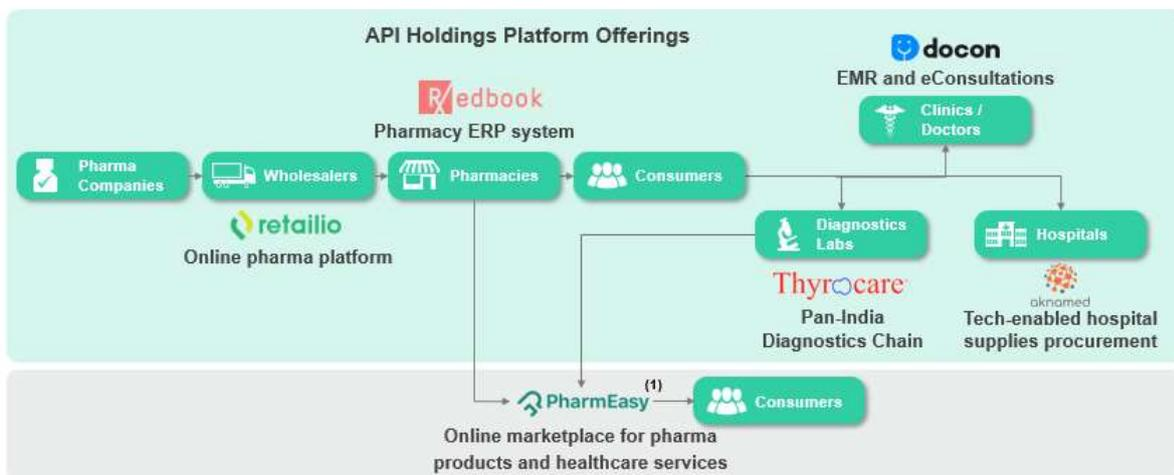 API Holdings Platform Offerings
docon
EMR and eConsultations
Rx edbook
Pharmacy ERP system
Clinics /
Doctors
Pharma
Companies
Wholesalers
Pharmacies
Consumers
retailio
Online pharma platform
Diagnostics
Labs
Hospitals
Thyrocare
Pan-India
Diagnostics Chain
aknamed
Tech-enabled hospital
supplies procurement
PharmEasy (1)
Consumers
Online marketplace for pharma
products and healthcare services